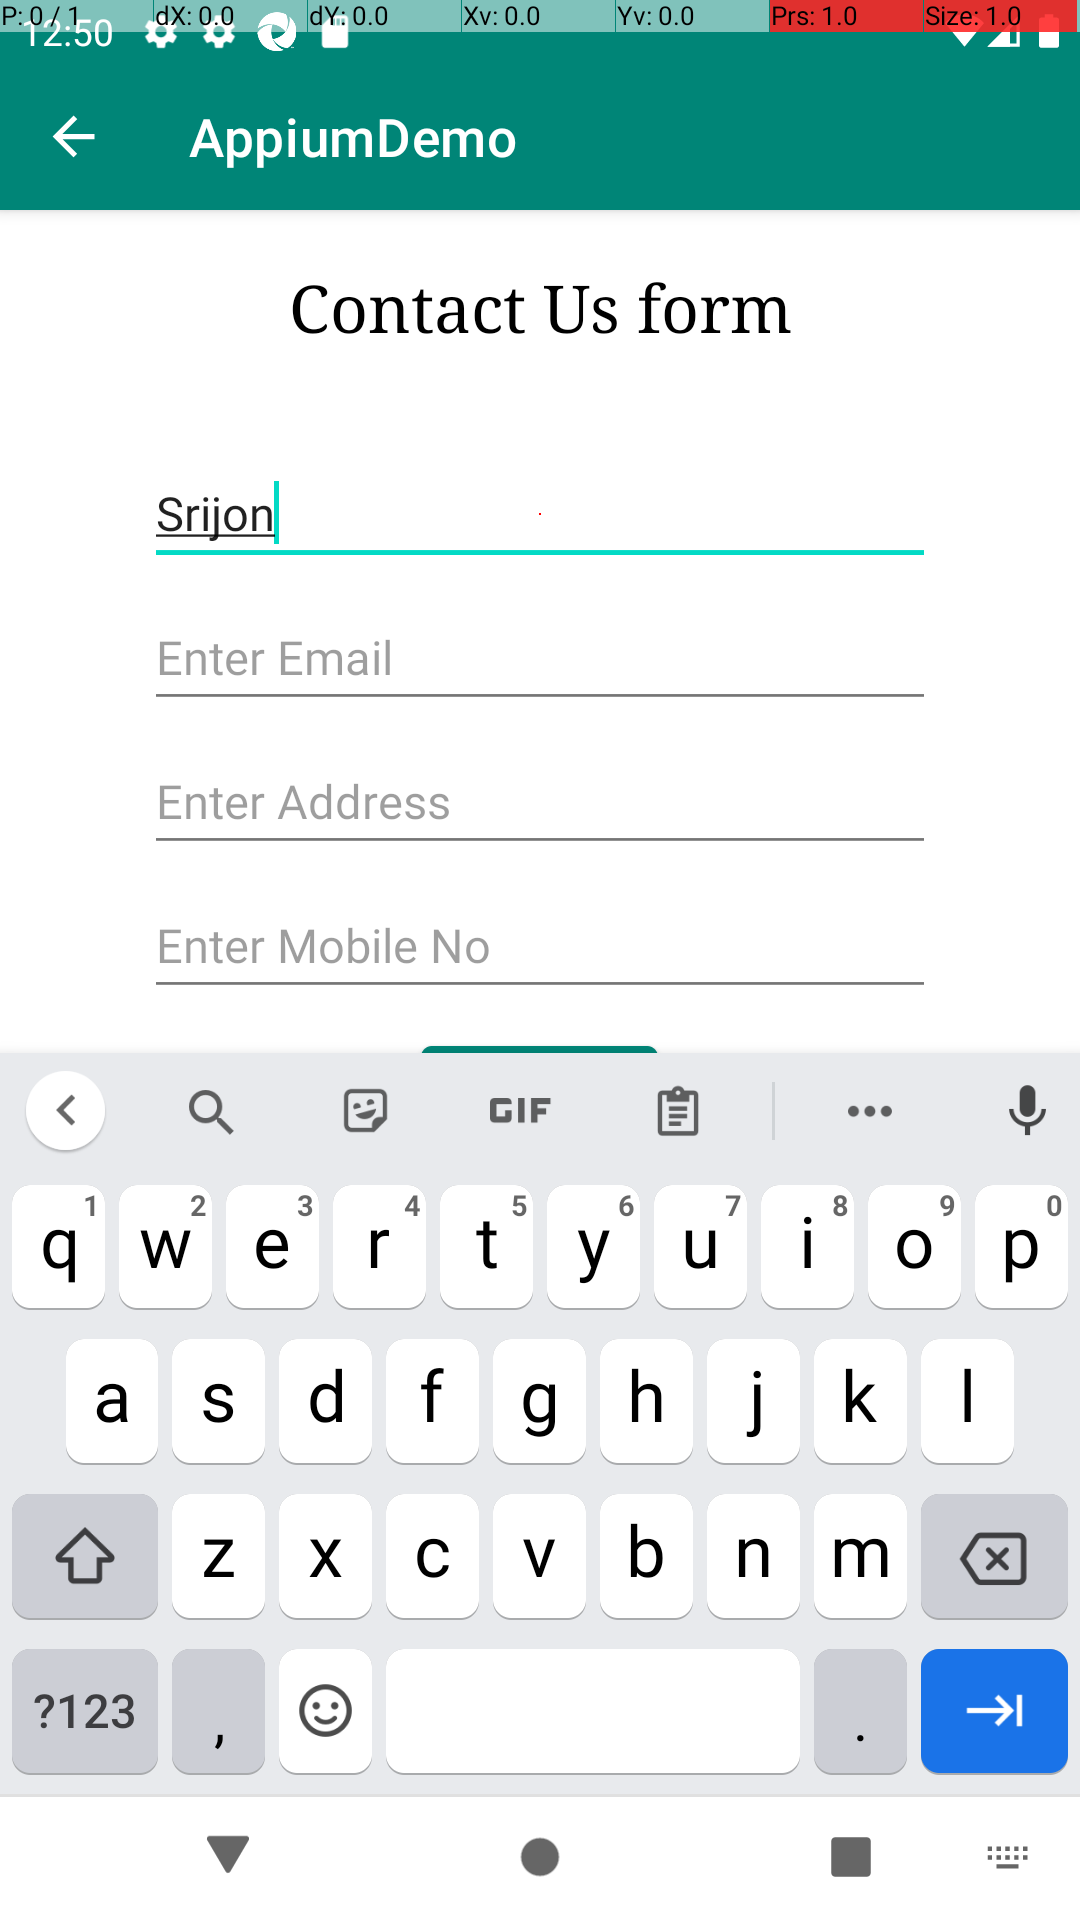 P: 0 / 1 dX: 0.0 dY: 0.0 Xv: 0.0 Yv: 0.0 Prs: 1.0 Size: 1.0
12:50
AppiumDemo
Contact Us form
Srijon
Enter Email
Enter Address
Enter Mobile No
GIF
q 1 w 2 e 3 r 4 t 5 y 6 u 7 i 8 o 9 p 0
a s d f g h j k l
z x c v b n m
?123 , .